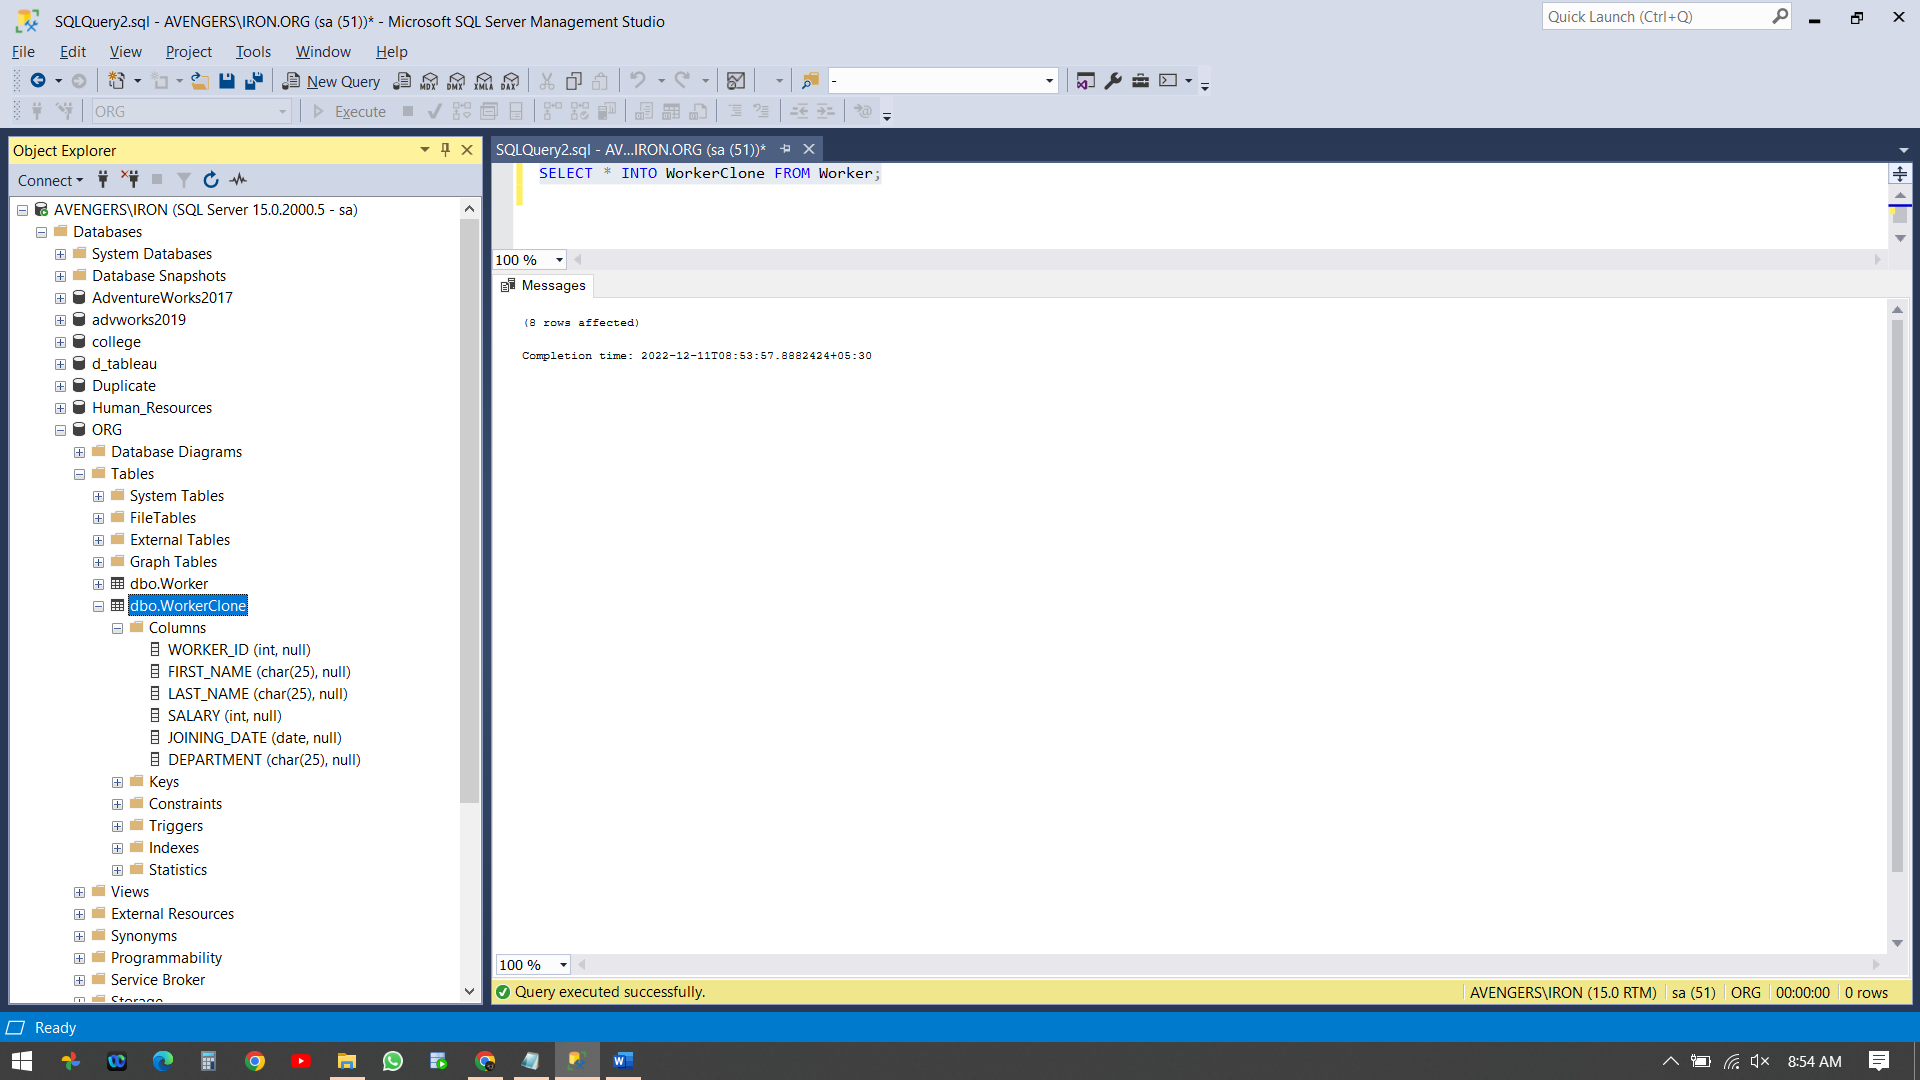 SQLQuery2.sql - AVENGERS\IRON.ORG (sa (51))* - Microsoft SQL Server Management Studio
Quick Launch (Ctrl+Q)
File Edit View Project Tools Window Help
New Query
MDX DMX XMLA DAX
-
ORG
Execute
Object Explorer
Connect
AVENGERS\IRON (SQL Server 15.0.2000.5 - sa)
Databases
System Databases
Database Snapshots
AdventureWorks2017
advworks2019
college
d_tableau
Duplicate
Human_Resources
ORG
Database Diagrams
Tables
System Tables
FileTables
External Tables
Graph Tables
dbo.Worker
dbo.WorkerClone
Columns
WORKER_ID (int, null)
FIRST_NAME (char(25), null)
LAST_NAME (char(25), null)
SALARY (int, null)
JOINING_DATE (date, null)
DEPARTMENT (char(25), null)
Keys
Constraints
Triggers
Indexes
Statistics
Views
External Resources
Synonyms
Programmability
Service Broker
Storage
SQLQuery2.sql - AV...IRON.ORG (sa (51))*
SELECT * INTO WorkerClone FROM Worker;
100 %
Messages
(8 rows affected)
Completion time: 2022-12-11T08:53:57.8882424+05:30
100 %
Query executed successfully.
AVENGERS\IRON (15.0 RTM) sa (51) ORG 00:00:00 0 rows
Ready
8:54 AM